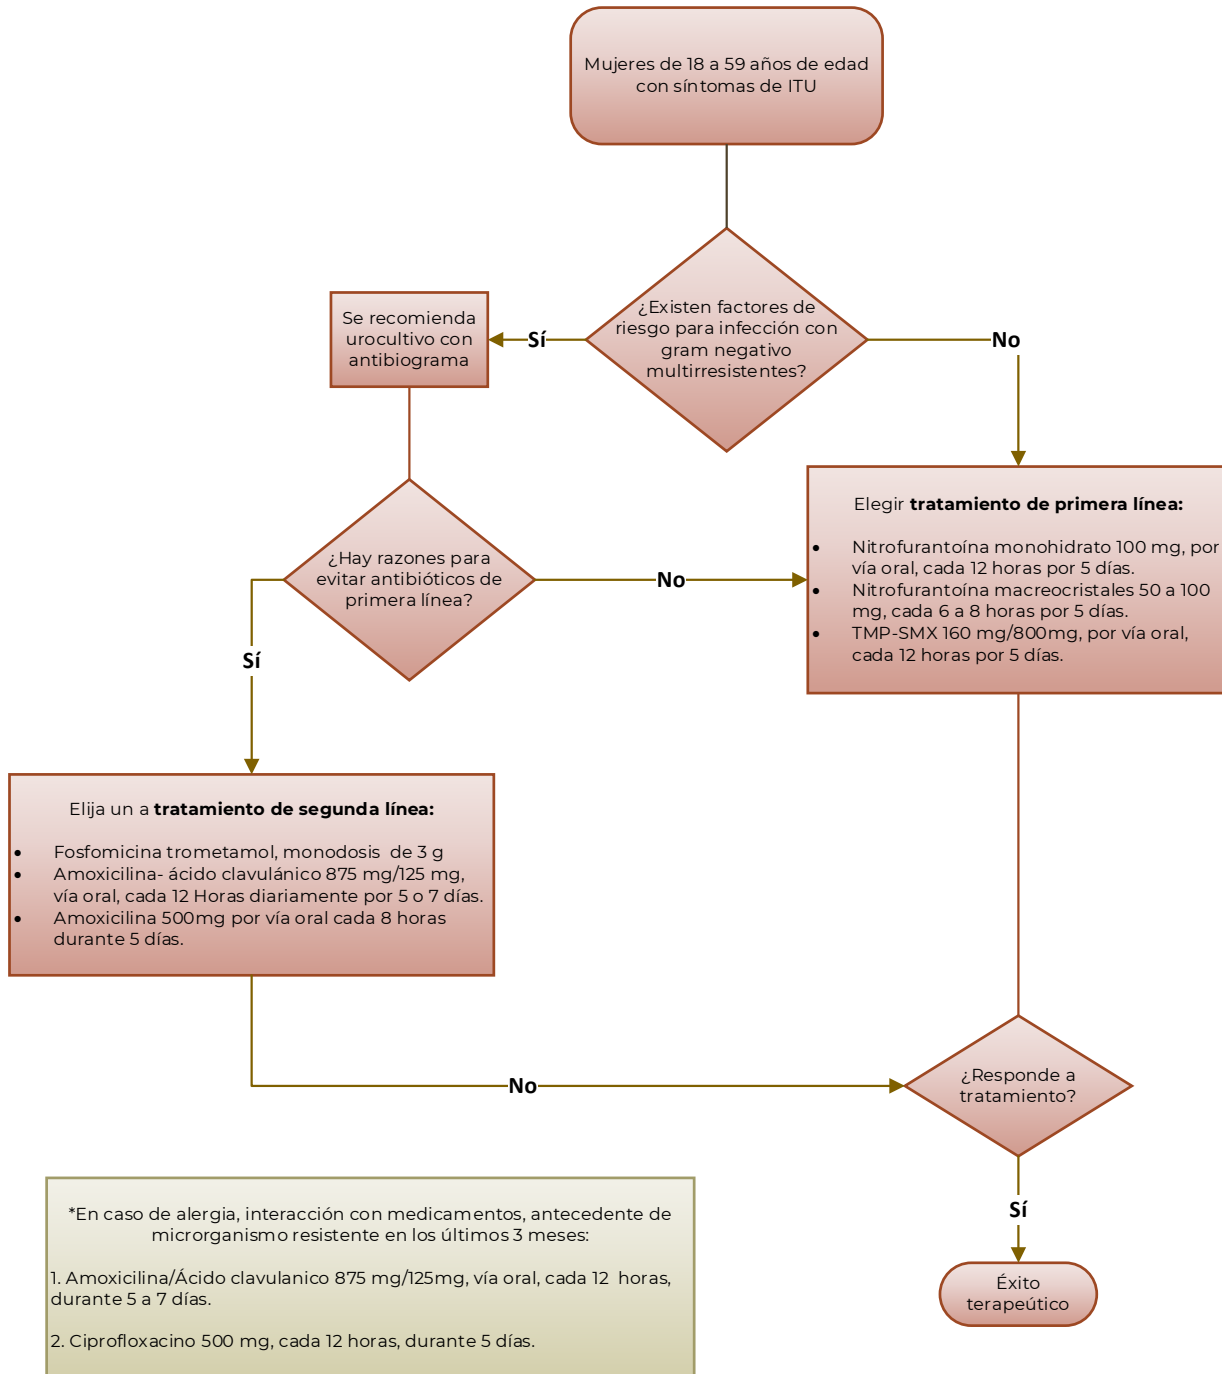 Mujeres de 18 a 59 años de edad
con síntomas de ITU
¿Existen factores de
riesgo para infección con
gram negativo
multirresistentes?
Sí
No
Se recomienda
urocultivo con
antibiograma
¿Hay razones para
evitar antibióticos de
primera línea?
No
Sí
Elegir tratamiento de primera línea:
• Nitrofurantoína monohidrato 100 mg, por
vía oral, cada 12 horas por 5 días.
• Nitrofurantoína macreocristales 50 a 100
mg, cada 6 a 8 horas por 5 días.
• TMP-SMX 160 mg/800mg, por vía oral,
cada 12 horas por 5 días.
Elija un a tratamiento de segunda línea:
• Fosfomicina trometamol, monodosis de 3 g
• Amoxicilina- ácido clavulánico 875 mg/125 mg,
vía oral, cada 12 Horas diariamente por 5 o 7 días.
• Amoxicilina 500mg por vía oral cada 8 horas
durante 5 días.
No
¿Responde a
tratamiento?
Sí
Éxito
terapeútico
*En caso de alergia, interacción con medicamentos, antecedente de
microrganismo resistente en los últimos 3 meses:
1. Amoxicilina/Ácido clavulanico 875 mg/125mg, vía oral, cada 12 horas,
durante 5 a 7 días.
2. Ciprofloxacino 500 mg, cada 12 horas, durante 5 días.